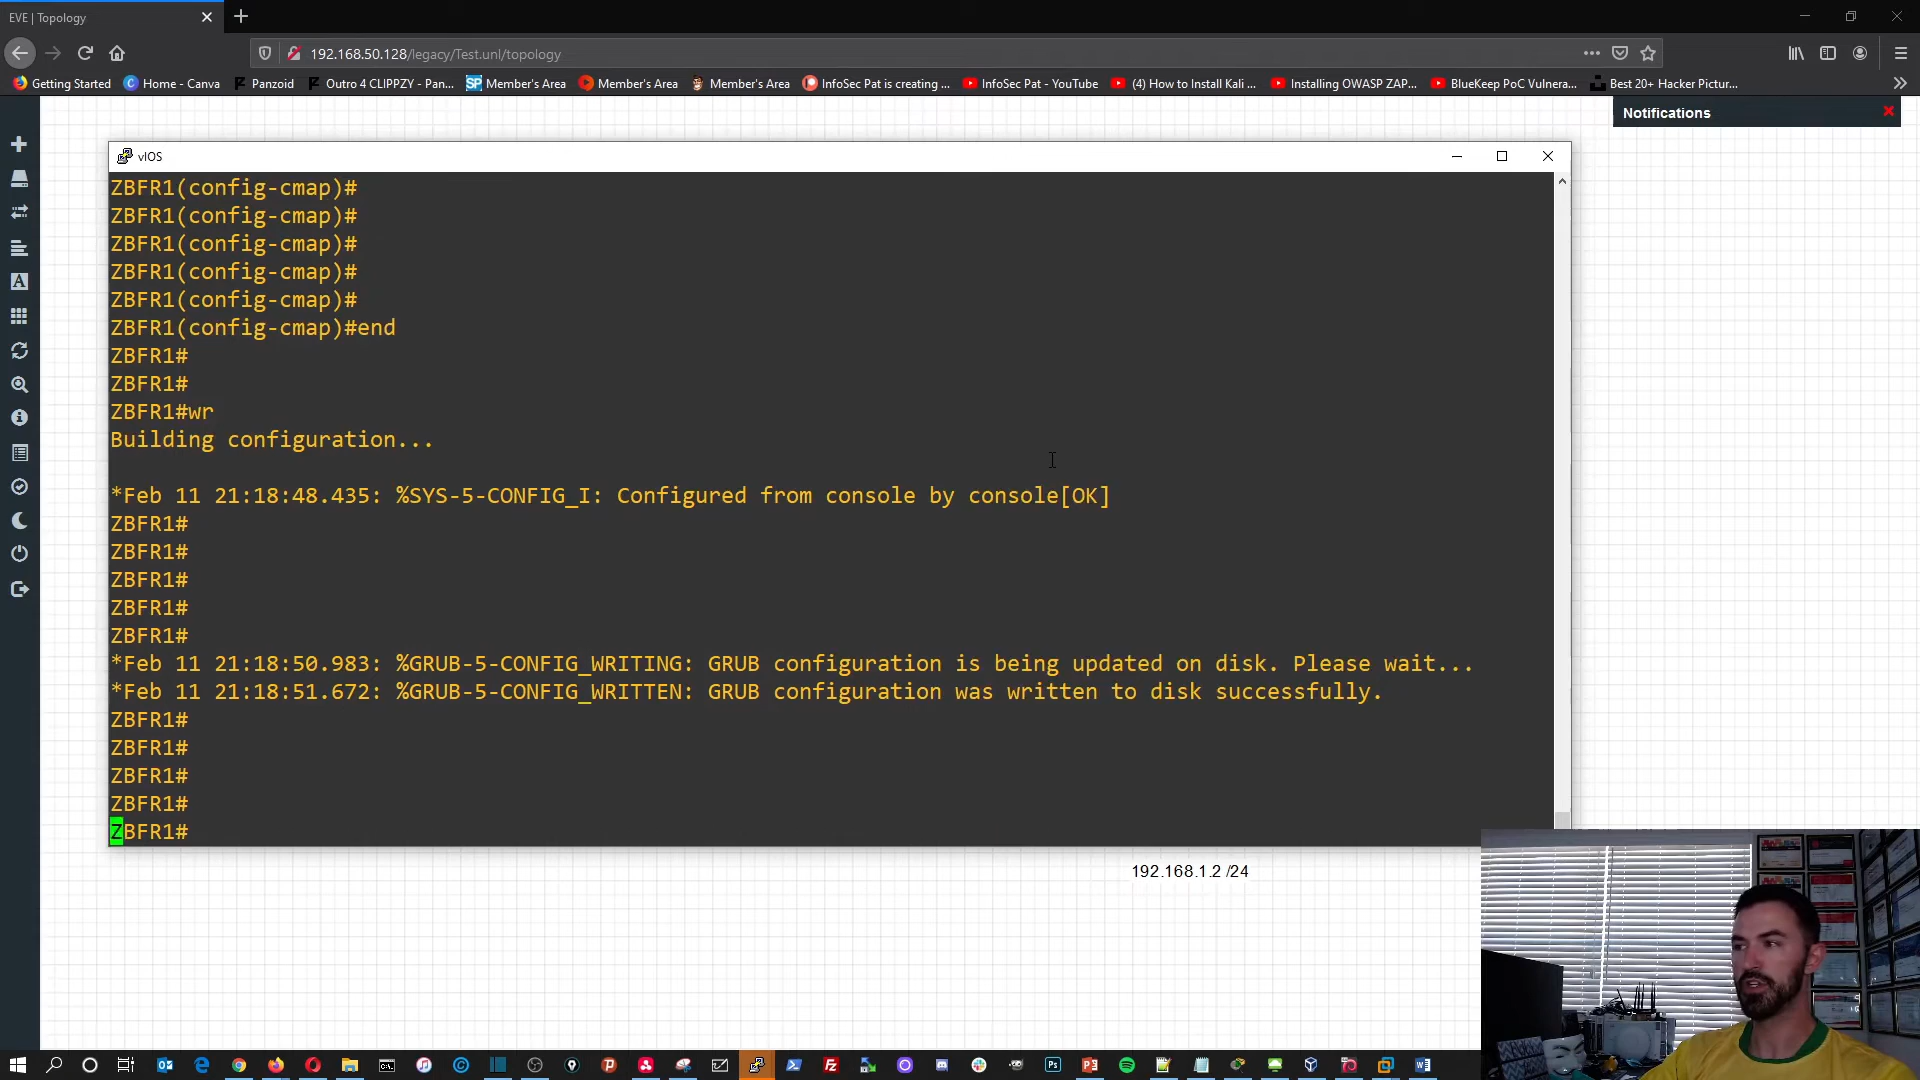 EVE | Topology
192.168.50.128/legacy/Test.unl/topology
Getting Started
Home - Canva
Panzoid
Outro 4 CLIPPZY - Pan...
Member's Area
Member's Area
Member's Area
InfoSec Pat is creating ...
InfoSec Pat - YouTube
(4) How to Install Kali ...
Installing OWASP ZAP...
BlueKeep PoC Vulnera...
Best 20+ Hacker Pictur...
Notifications
vIOS
ZBFR1(config-cmap)#
ZBFR1(config-cmap)#
ZBFR1(config-cmap)#
ZBFR1(config-cmap)#
ZBFR1(config-cmap)#
ZBFR1(config-cmap)#end
ZBFR1#
ZBFR1#
ZBFR1#wr
Building configuration...
*Feb 11 21:18:48.435: %SYS-5-CONFIG_I: Configured from console by console[OK]
ZBFR1#
ZBFR1#
ZBFR1#
ZBFR1#
ZBFR1#
*Feb 11 21:18:50.983: %GRUB-5-CONFIG_WRITING: GRUB configuration is being updated on disk. Please wait...
*Feb 11 21:18:51.672: %GRUB-5-CONFIG_WRITTEN: GRUB configuration was written to disk successfully.
ZBFR1#
ZBFR1#
ZBFR1#
ZBFR1#
ZBFR1#
192.168.1.2 /24